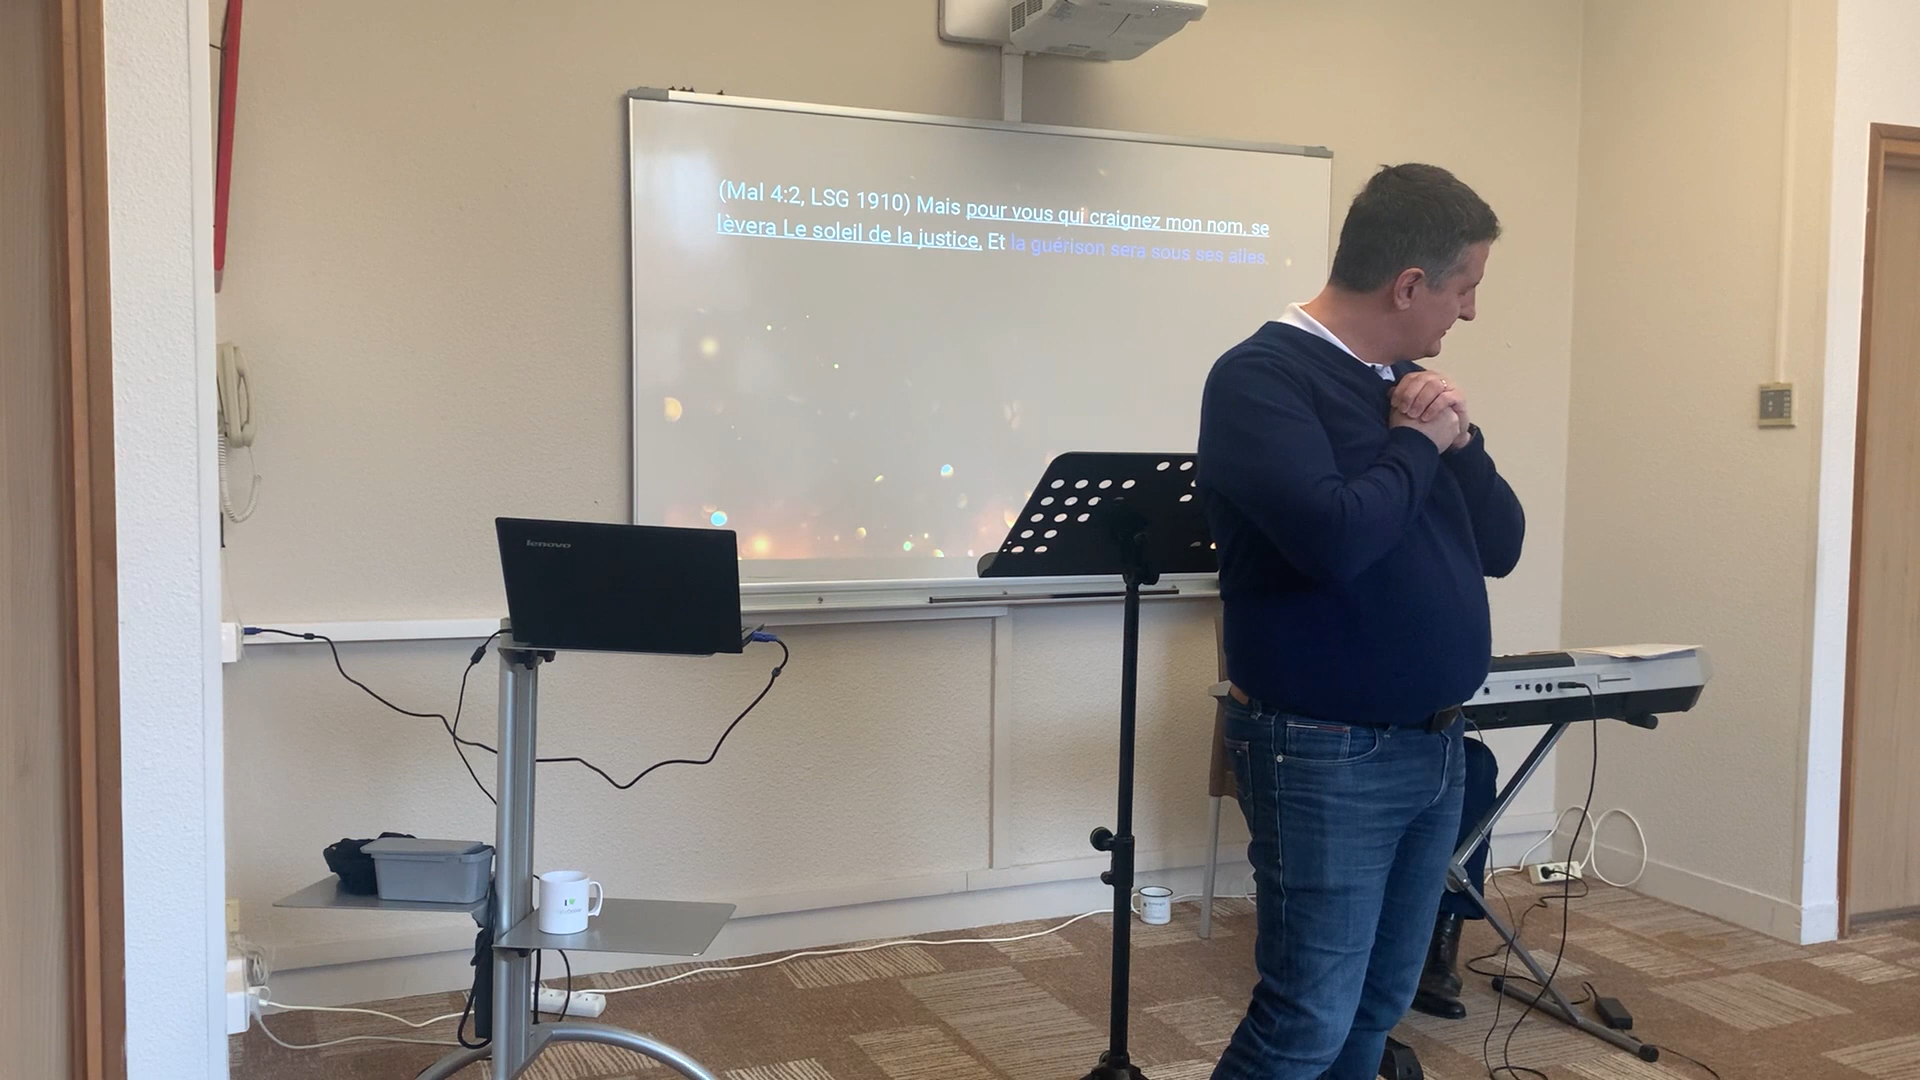 (Mal 4:2, LSG 1910) Mais pour vous qui craignez mon nom, se
lèvera Le soleil de la justice, Et la guérison sera sous ses ailes.
lenovo
I